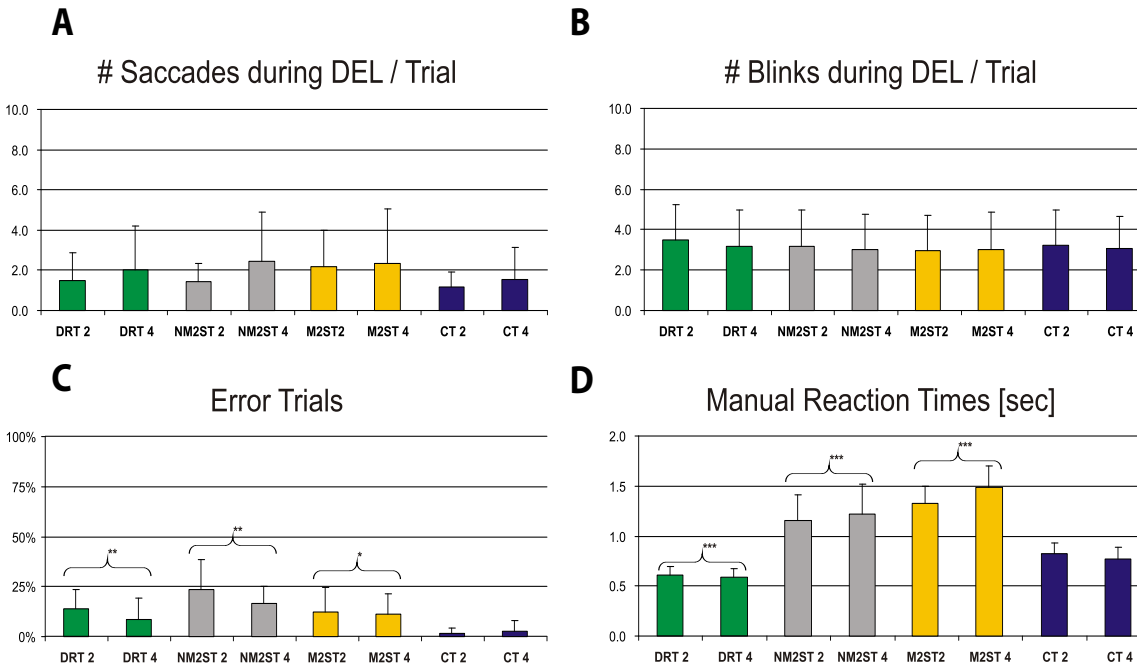 A
# Saccades during DEL / Trial
10.0
8.0
6.0
4.0
2.0
0.0
DRT 2 DRT 4 NM2ST 2 NM2ST 4 M2ST2 M2ST 4 CT 2 CT 4
B
# Blinks during DEL / Trial
10.0
8.0
6.0
4.0
2.0
0.0
DRT 2 DRT 4 NM2ST 2 NM2ST 4 M2ST2 M2ST 4 CT 2 CT 4
C
Error Trials
100%
75%
50%
25%
0%
** ** *
DRT 2 DRT 4 NM2ST 2 NM2ST 4 M2ST2 M2ST 4 CT 2 CT 4
D
Manual Reaction Times [sec]
2.0
1.5
1.0
0.5
0.0
*** *** ***
DRT 2 DRT 4 NM2ST 2 NM2ST 4 M2ST2 M2ST 4 CT 2 CT 4